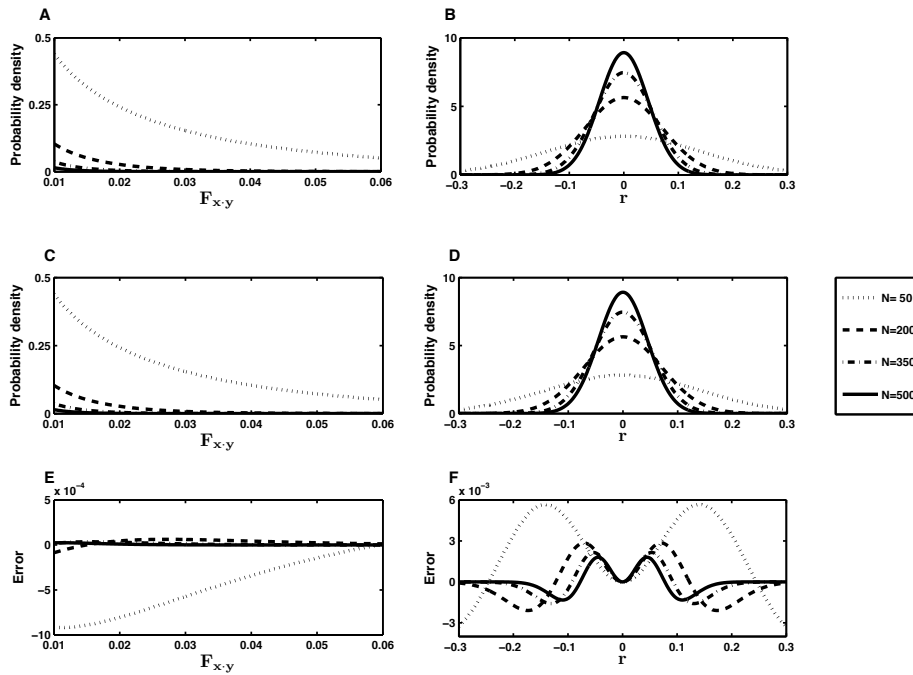 A
Probability density
0.5
0.25
0
0.01 0.02 0.03 0.04 0.05 0.06
F x·y
B
Probability density
10
5
0
−0.3 −0.2 −0.1 0 0.1 0.2 0.3
r
C
Probability density
0.5
0.25
0
0.01 0.02 0.03 0.04 0.05 0.06
F x·y
D
Probability density
10
5
0
−0.3 −0.2 −0.1 0 0.1 0.2 0.3
r
N= 50
N=200
N=350
N=500
E
x 10⁻⁴
Error
5
0
−5
−10
0.01 0.02 0.03 0.04 0.05 0.06
F x·y
F
x 10⁻³
Error
6
3
0
−3
−0.3 −0.2 −0.1 0 0.1 0.2 0.3
r